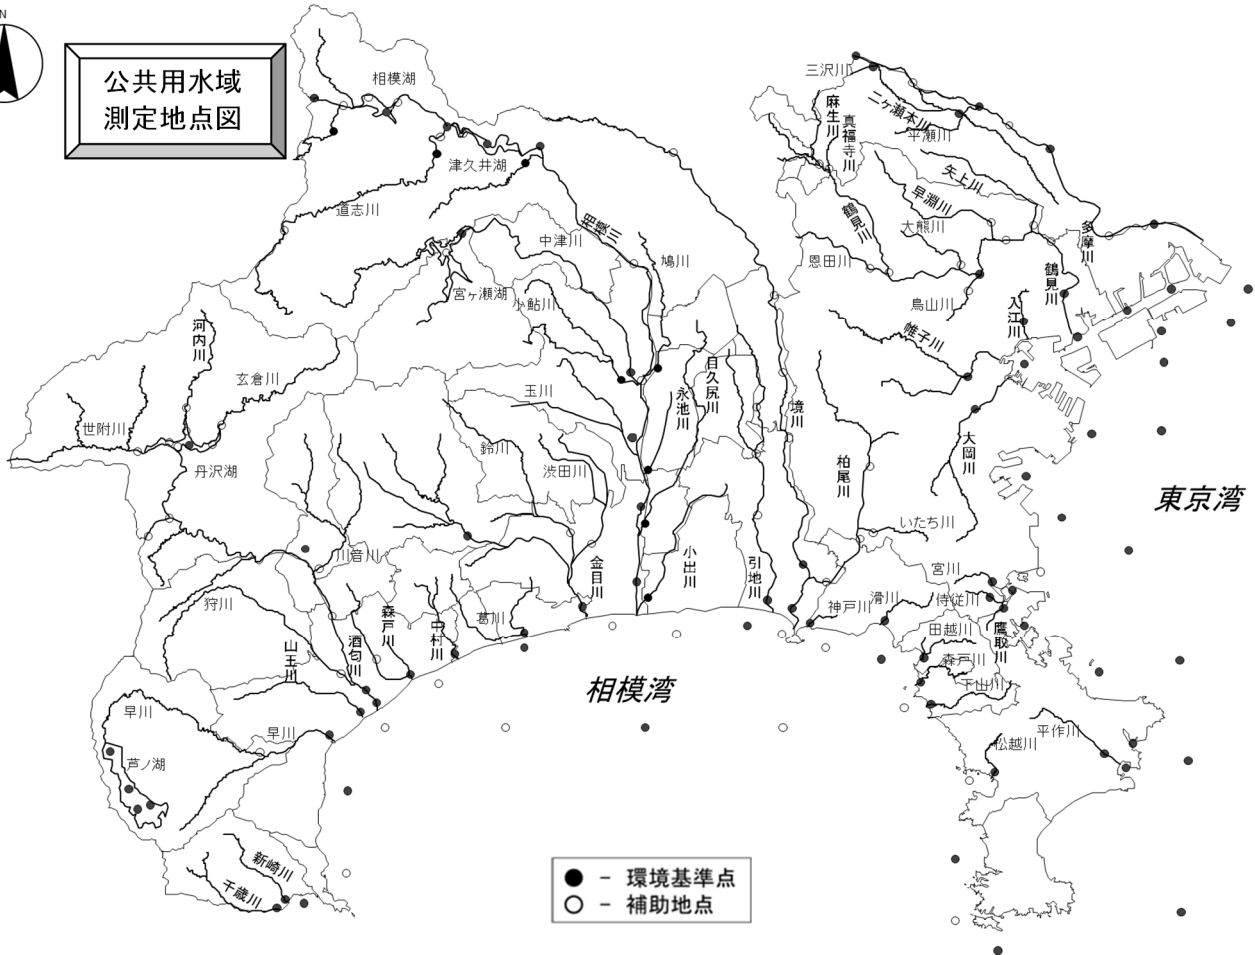 N
公共用水域
測定地点図
相模湖
三沢川
二ヶ瀬本川
平瀬川
麻生川
真福寺川
津久井湖
矢上川
早淵川
道志川
鶴見川
大熊川
相模川
中津川
多摩川
恩田川
鳩川
鶴見川
宮ヶ瀬湖
小鮎川
鳥山川
入江川
河内川
帷子川
玄倉川
目久尻川
玉川
永池川
境川
世附川
鈴川
渋田川
大岡川
柏尾川
丹沢湖
東京湾
いたち川
川音川
小出川
引地川
金目川
宮川
狩川
森戸川
中村川
葛川
神戸川
滑川
侍従川
酒匂川
田越川
鷹取川
山王川
森戸川
下山川
相模湾
早川
早川
平作川
松越川
芦ノ湖
新崎川
千歳川
● － 環境基準点
○ － 補助地点